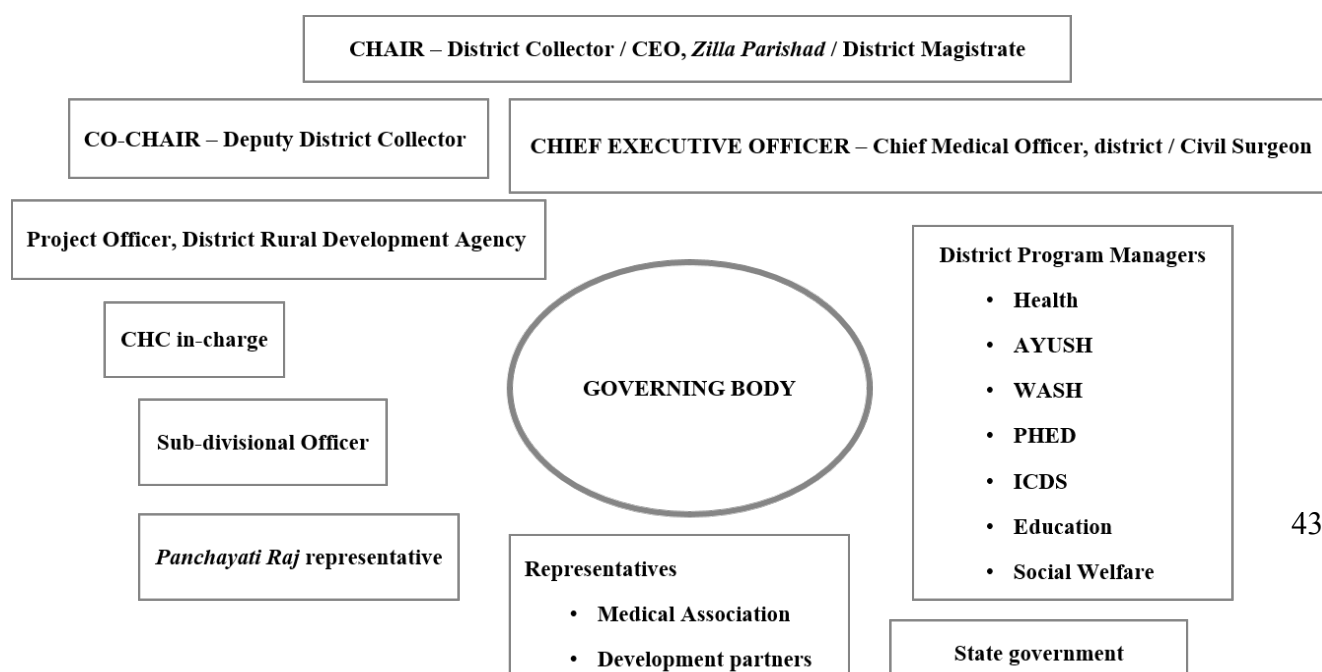 CHAIR – District Collector / CEO, Zilla Parishad / District Magistrate
CO-CHAIR – Deputy District Collector
CHIEF EXECUTIVE OFFICER – Chief Medical Officer, district / Civil Surgeon
Project Officer, District Rural Development Agency
CHC in-charge
Sub-divisional Officer
Panchayati Raj representative
GOVERNING BODY
District Program Managers
• Health
• AYUSH
• WASH
• PHED
• ICDS
• Education
• Social Welfare
43
Representatives
• Medical Association
• Development partners
State government